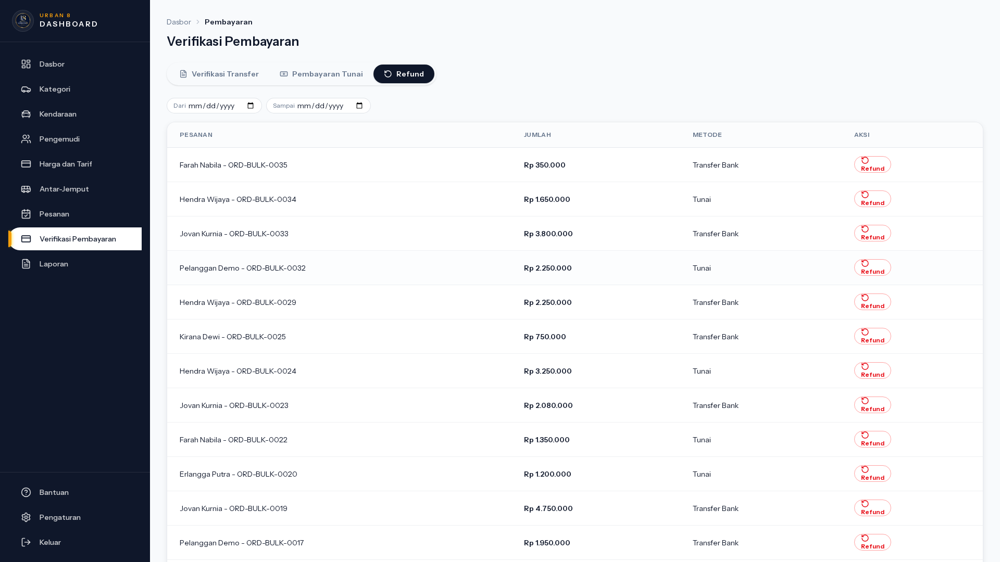 URBAN 8
DASHBOARD
Dasbor
Kategori
Kendaraan
Pengemudi
Harga dan Tarif
Antar-Jemput
Pesanan
Verifikasi Pembayaran
Laporan
Bantuan
Pengaturan
Keluar
Dasbor > Pembayaran
Verifikasi Pembayaran
Verifikasi Transfer Pembayaran Tunai Refund
Dari mm/dd/yyyy Sampai mm/dd/yyyy
PESANAN JUMLAH METODE AKSI
Farah Nabila - ORD-BULK-0035 Rp 350.000 Transfer Bank Refund
Hendra Wijaya - ORD-BULK-0034 Rp 1.650.000 Tunai Refund
Jovan Kurnia - ORD-BULK-0033 Rp 3.800.000 Transfer Bank Refund
Pelanggan Demo - ORD-BULK-0032 Rp 2.250.000 Tunai Refund
Hendra Wijaya - ORD-BULK-0029 Rp 2.250.000 Transfer Bank Refund
Kirana Dewi - ORD-BULK-0025 Rp 750.000 Transfer Bank Refund
Hendra Wijaya - ORD-BULK-0024 Rp 3.250.000 Tunai Refund
Jovan Kurnia - ORD-BULK-0023 Rp 2.080.000 Transfer Bank Refund
Farah Nabila - ORD-BULK-0022 Rp 1.350.000 Tunai Refund
Erlangga Putra - ORD-BULK-0020 Rp 1.200.000 Tunai Refund
Jovan Kurnia - ORD-BULK-0019 Rp 4.750.000 Transfer Bank Refund
Pelanggan Demo - ORD-BULK-0017 Rp 1.950.000 Transfer Bank Refund